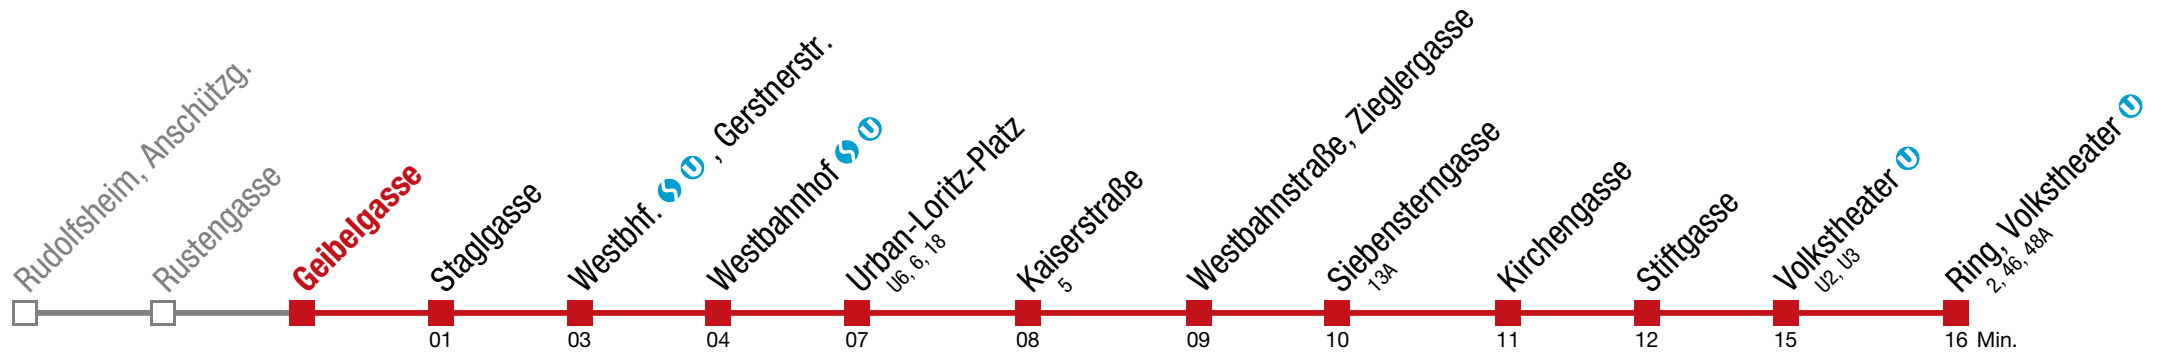 Rudolfsheim, Anschützg.
Rustengasse
Geibelgasse
Staglgasse
01
Westbhf. S U , Gerstnerstr.
03
Westbahnhof S U
04
Urban-Loritz-Platz
U6, 6, 18
07
Kaiserstraße
5
08
Westbahnstraße, Zieglergasse
09
Siebensterngasse
13A
10
Kirchengasse
11
Stiftgasse
12
Volkstheater U
U2, U3
15
Ring, Volkstheater U
2, 46, 48A
16 Min.